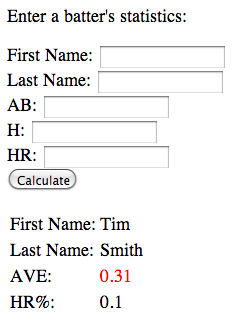 Enter a batter's statistics:
First Name:
Last Name:
AB:
H:
HR:
Calculate
First Name: Tim
Last Name: Smith
AVE: 0.31
HR%: 0.1